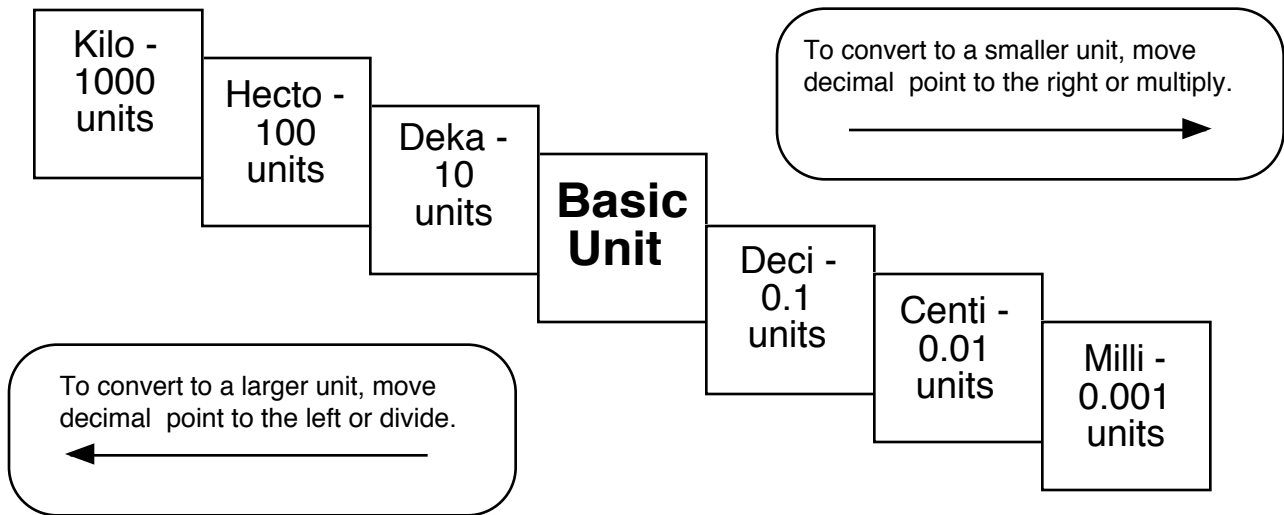 Kilo -
1000
units
Hecto -
100
units
Deka -
10
units
Basic
Unit
Deci -
0.1
units
Centi -
0.01
units
Milli -
0.001
units
To convert to a smaller unit, move
decimal point to the right or multiply.
To convert to a larger unit, move
decimal point to the left or divide.